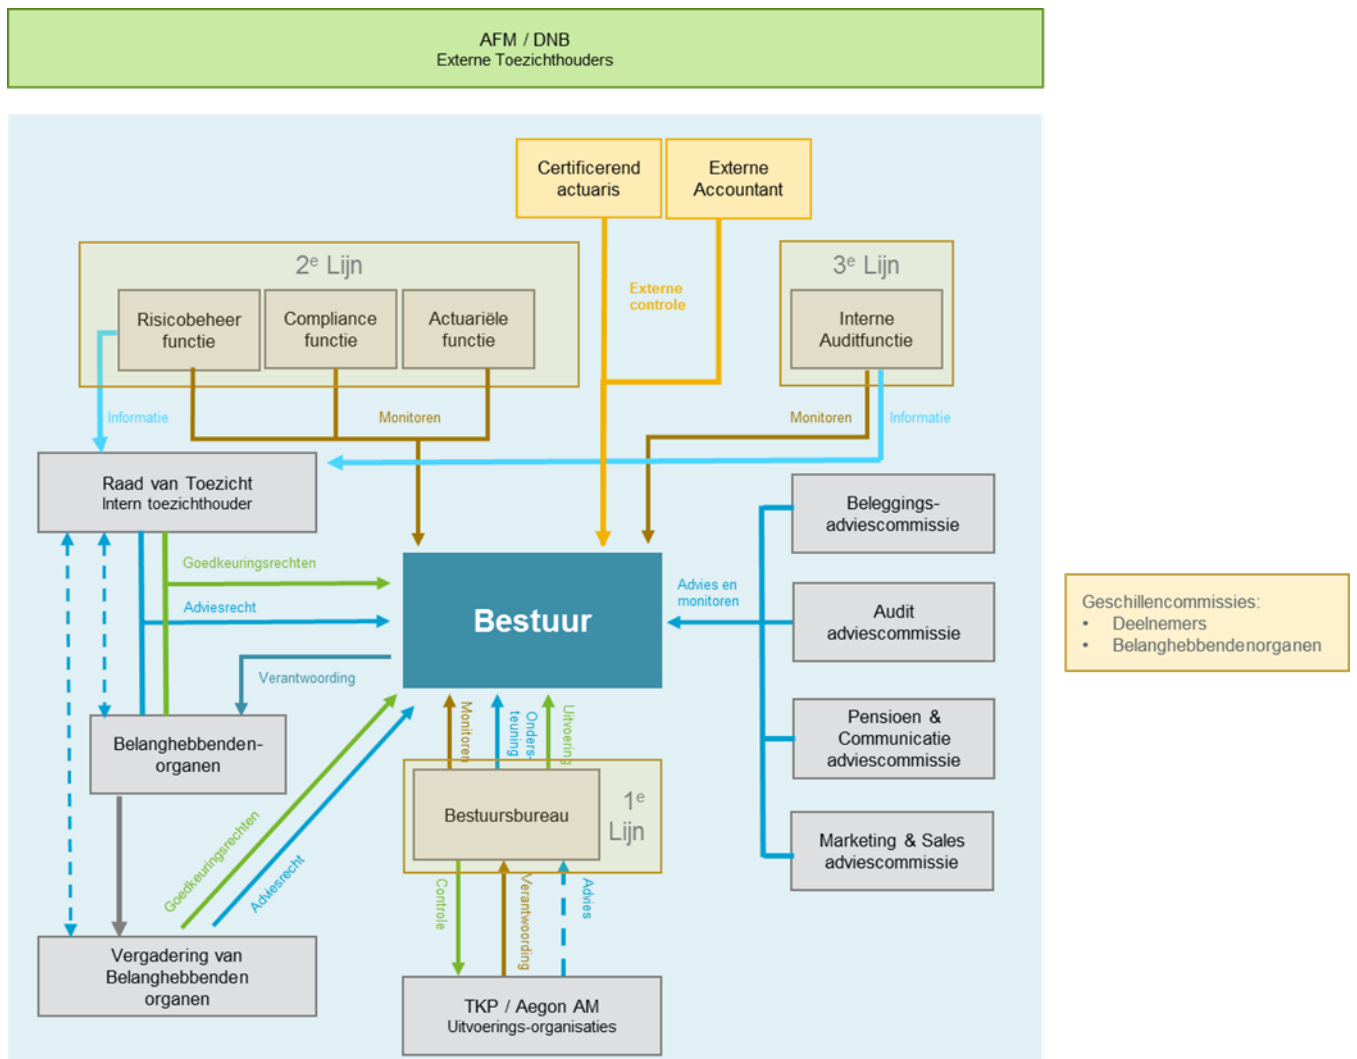 AFM / DNB
Externe Toezichthouders
Certificerend
actuaris
Externe
Accountant
2e Lijn
3e Lijn
Risicobeheer
functie
Compliance
functie
Actuariële
functie
Externe
controle
Interne
Auditfunctie
Informatie
Monitoren
Monitoren
Informatie
Raad van Toezicht
Intern toezichthouder
Beleggings-
adviescommissie
Goedkeuringsrechten
Adviesrecht
Bestuur
Advies en
monitoren
Audit
adviescommissie
Geschillencommissies:
• Deelnemers
• Belanghebbendenorganen
Verantwoording
Belanghebbenden-
organen
Monitoren
Onders-
teuning
Uitvoering
Pensioen &
Communicatie
adviescommissie
Bestuursbureau
1e
Lijn
Marketing & Sales
adviescommissie
Goedkeuringsrechten
Adviesrecht
Controle
Verantwoording
Advies
Vergadering van
Belanghebbenden
organen
TKP / Aegon AM
Uitvoerings-organisaties